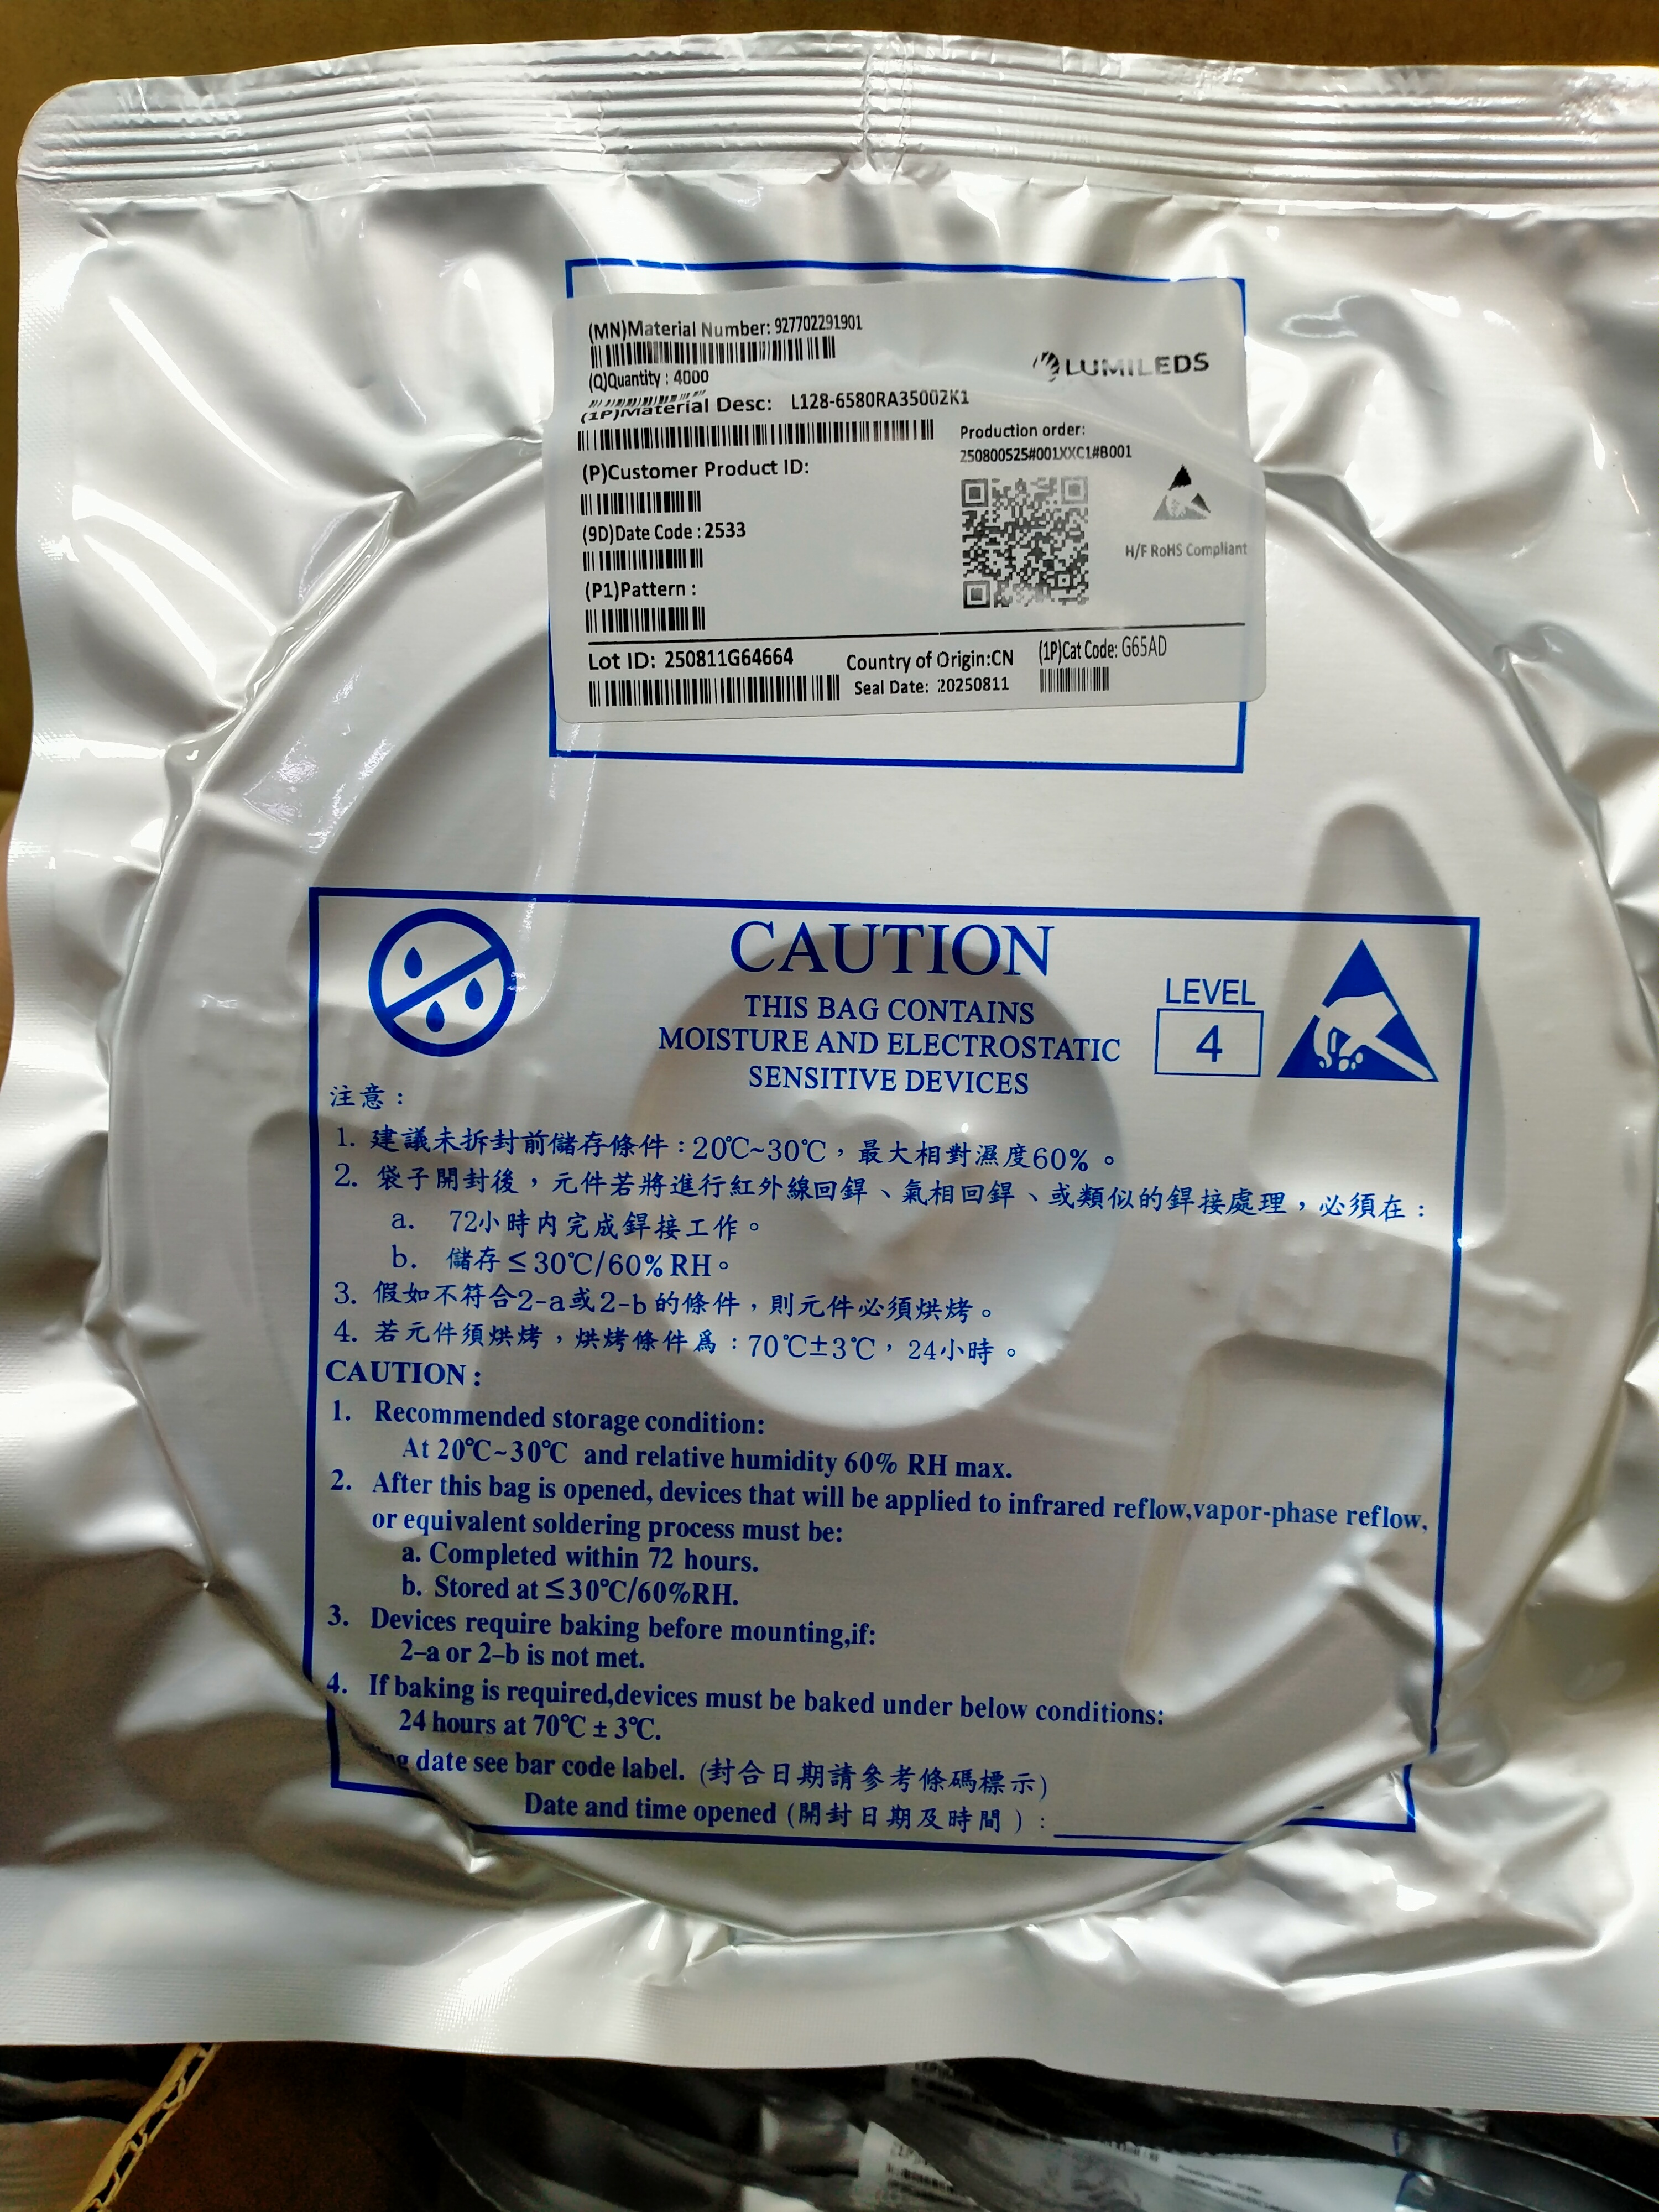 (MN)Material Number: 927702291901
(Q)Quantity : 4000
LUMILEDS
(1P)Material Desc: L128-6580RA35002K1
Production order:
250800525#001XXC1#B001
(P)Customer Product ID:
(9D)Date Code : 2533
H/F RoHS Compliant
(P1)Pattern :
Lot ID: 250811G64664
Country of Origin:CN
(1P)Cat Code: G65AD
Seal Date: 20250811
CAUTION
THIS BAG CONTAINS
MOISTURE AND ELECTROSTATIC
SENSITIVE DEVICES
LEVEL
4
注意：
1. 建議未拆封前儲存條件：20℃~30℃，最大相對濕度60%。
2. 袋子開封後，元件若將進行紅外線回銲、氣相回銲、或類似的銲接處理，必須在：
a. 72小時內完成銲接工作。
b. 儲存≦30℃/60% RH。
3. 假如不符合2-a或2-b的條件，則元件必須烘烤。
4. 若元件須烘烤，烘烤條件為：70℃±3℃，24小時。
CAUTION :
1. Recommended storage condition:
At 20℃~30℃ and relative humidity 60% RH max.
2. After this bag is opened, devices that will be applied to infrared reflow,vapor-phase reflow,
or equivalent soldering process must be:
a. Completed within 72 hours.
b. Stored at ≦30℃/60%RH.
3. Devices require baking before mounting,if:
2-a or 2-b is not met.
4. If baking is required,devices must be baked under below conditions:
24 hours at 70℃ ± 3℃.
date see bar code label. (封合日期請參考條碼標示)
Date and time opened (開封日期及時間) :